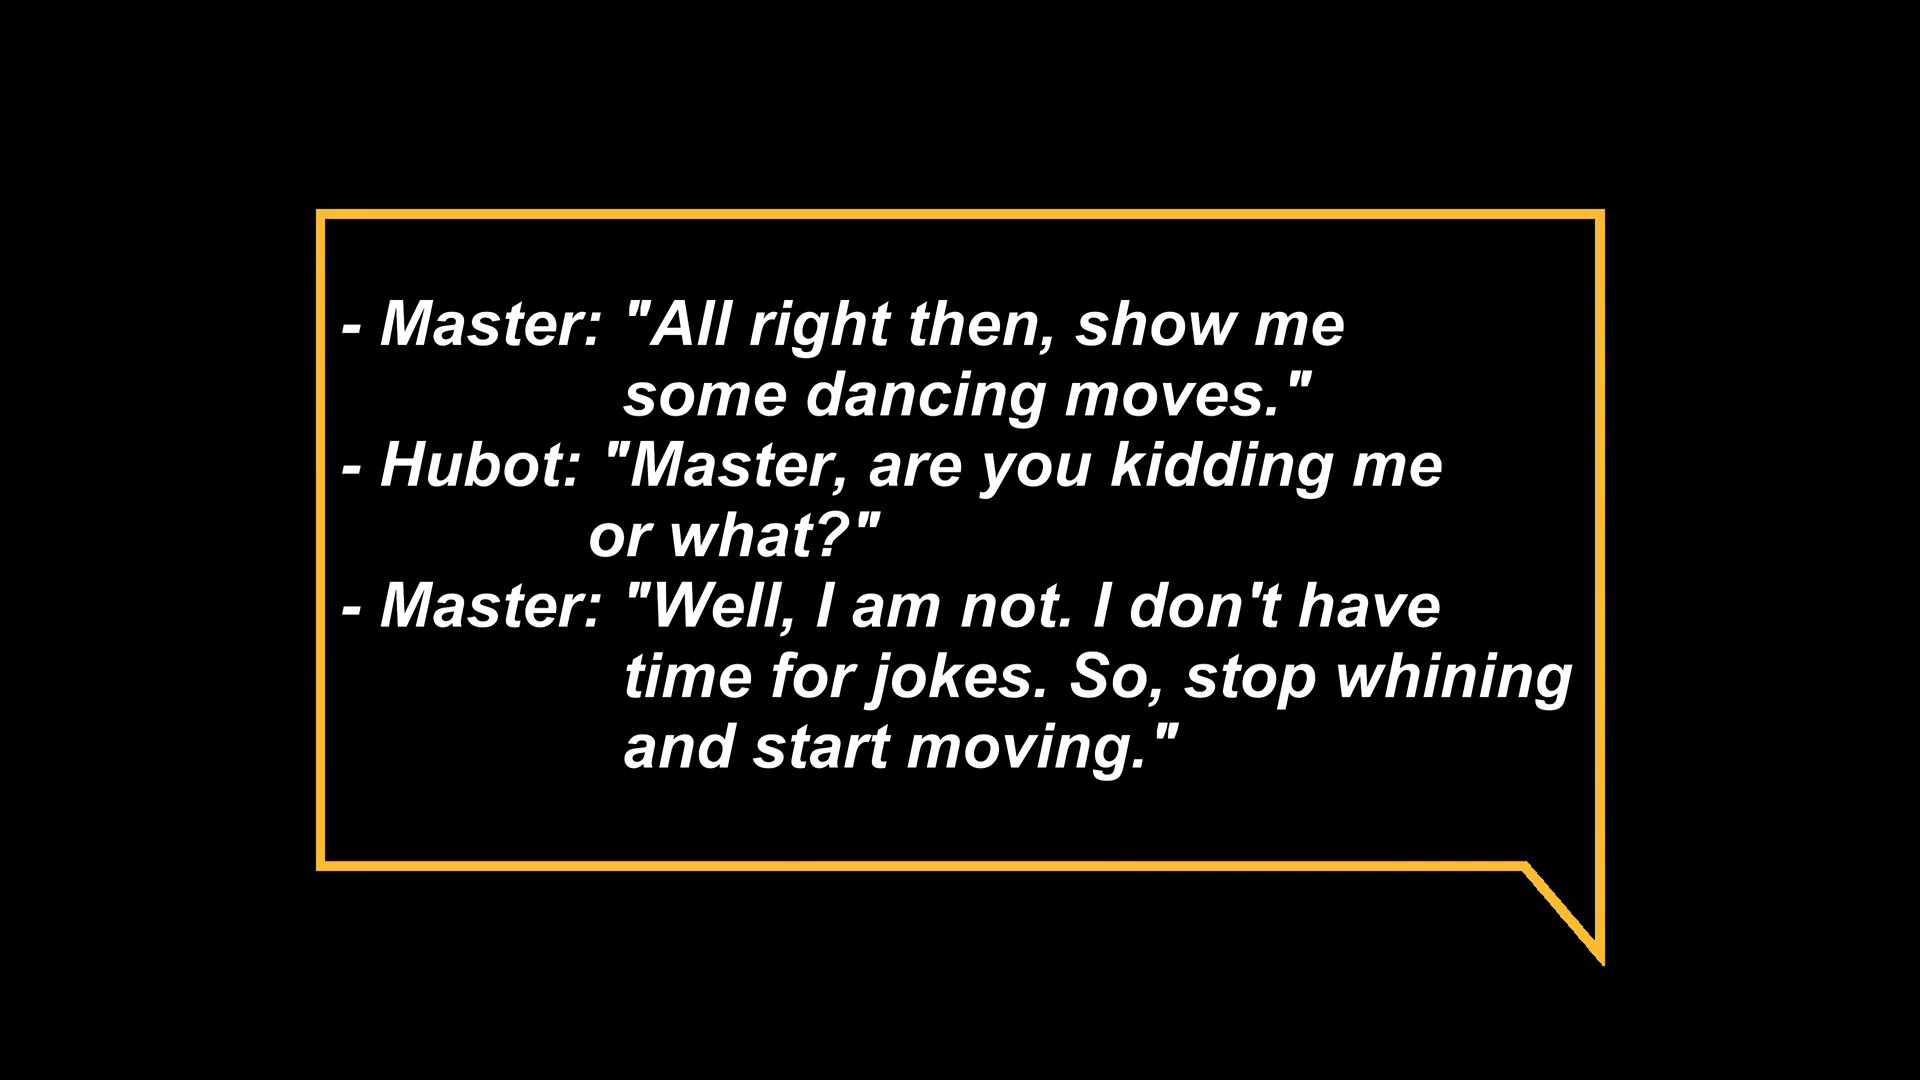 - Master: "All right then, show me
some dancing moves."
- Hubot: "Master, are you kidding me
or what?"
- Master: "Well, I am not. I don't have
time for jokes. So, stop whining
and start moving."